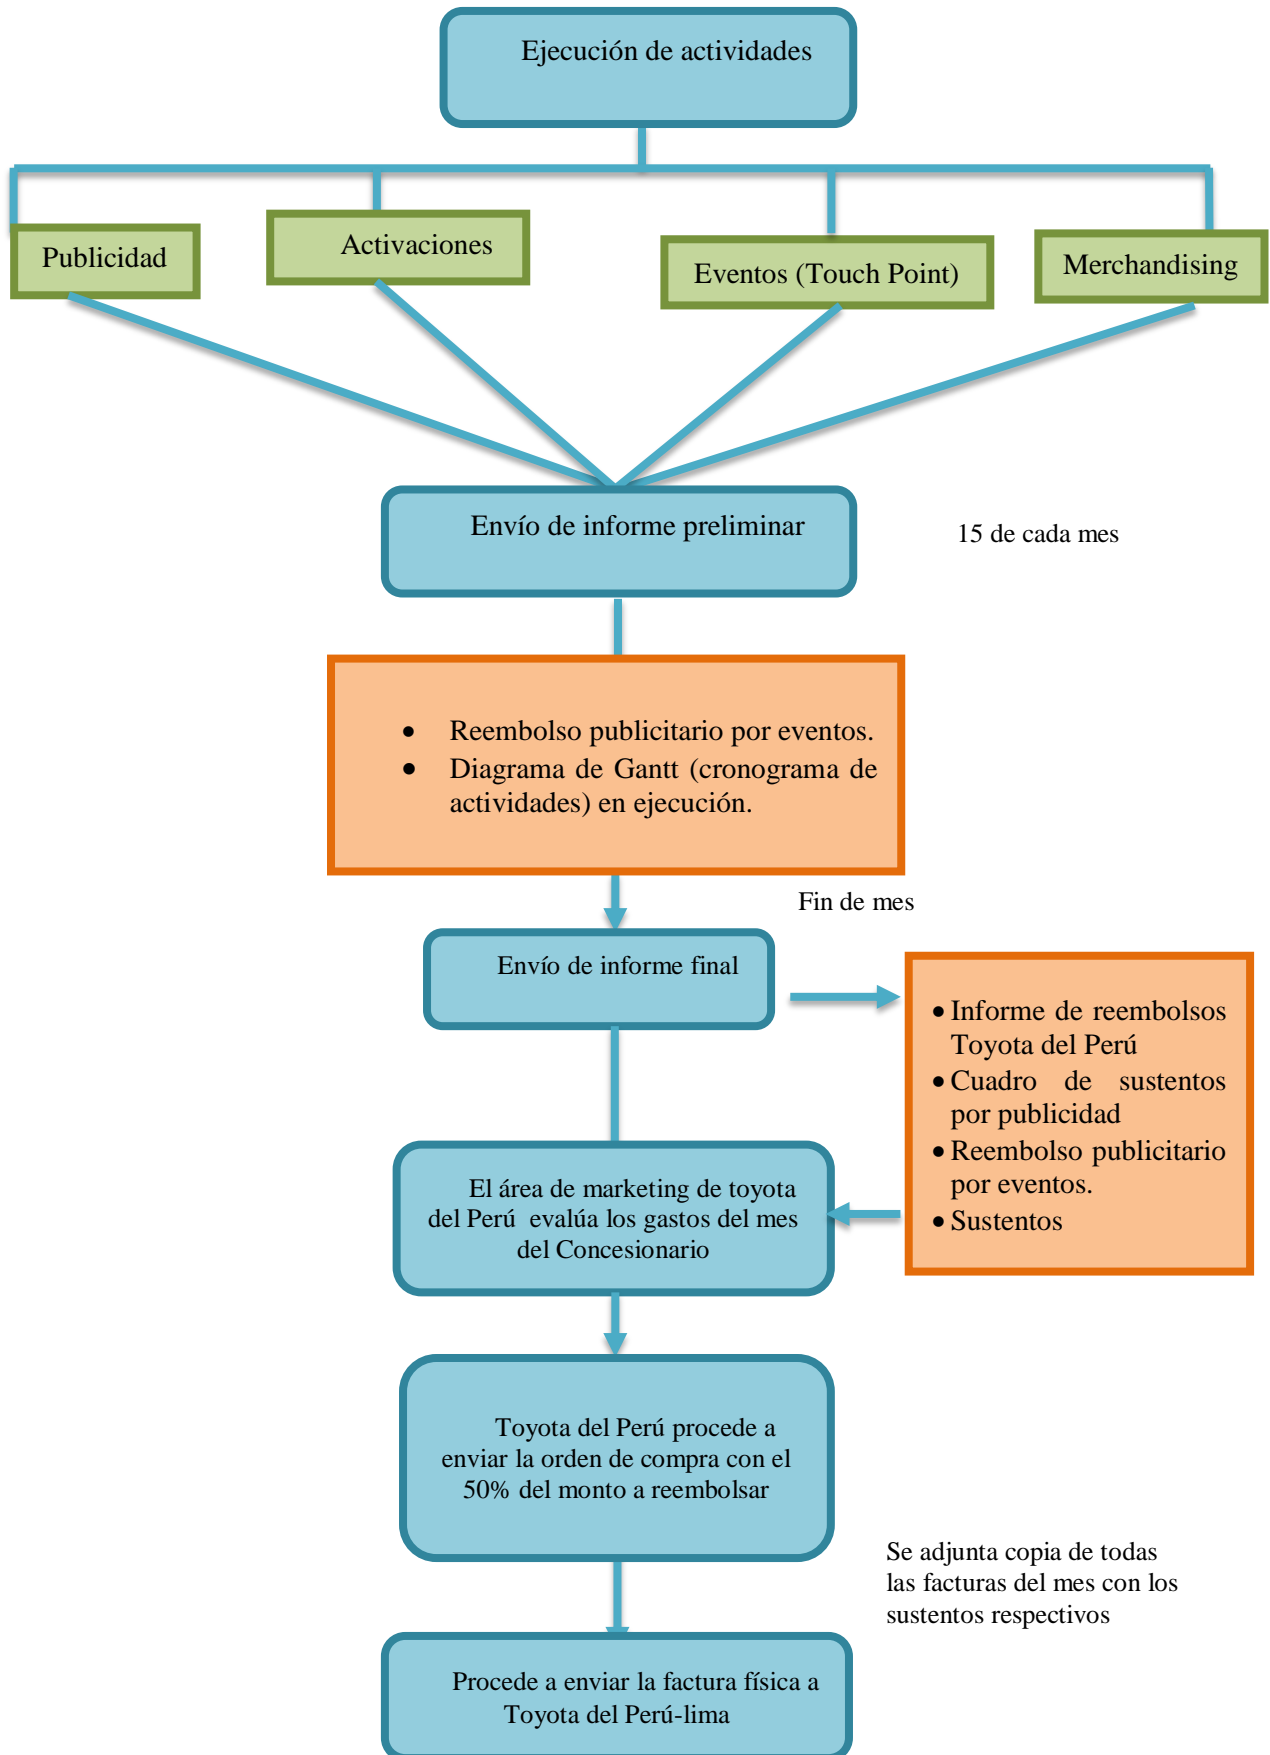 Ejecución de actividades
Publicidad
Activaciones
Eventos (Touch Point)
Merchandising
Envío de informe preliminar
15 de cada mes
• Reembolso publicitario por eventos.
• Diagrama de Gantt (cronograma de
actividades) en ejecución.
Fin de mes
Envío de informe final
• Informe de reembolsos
Toyota del Perú
• Cuadro de sustentos
por publicidad
• Reembolso publicitario
por eventos.
• Sustentos
El área de marketing de toyota
del Perú evalúa los gastos del mes
del Concesionario
Toyota del Perú procede a
enviar la orden de compra con el
50% del monto a reembolsar
Se adjunta copia de todas
las facturas del mes con los
sustentos respectivos
Procede a enviar la factura física a
Toyota del Perú-lima